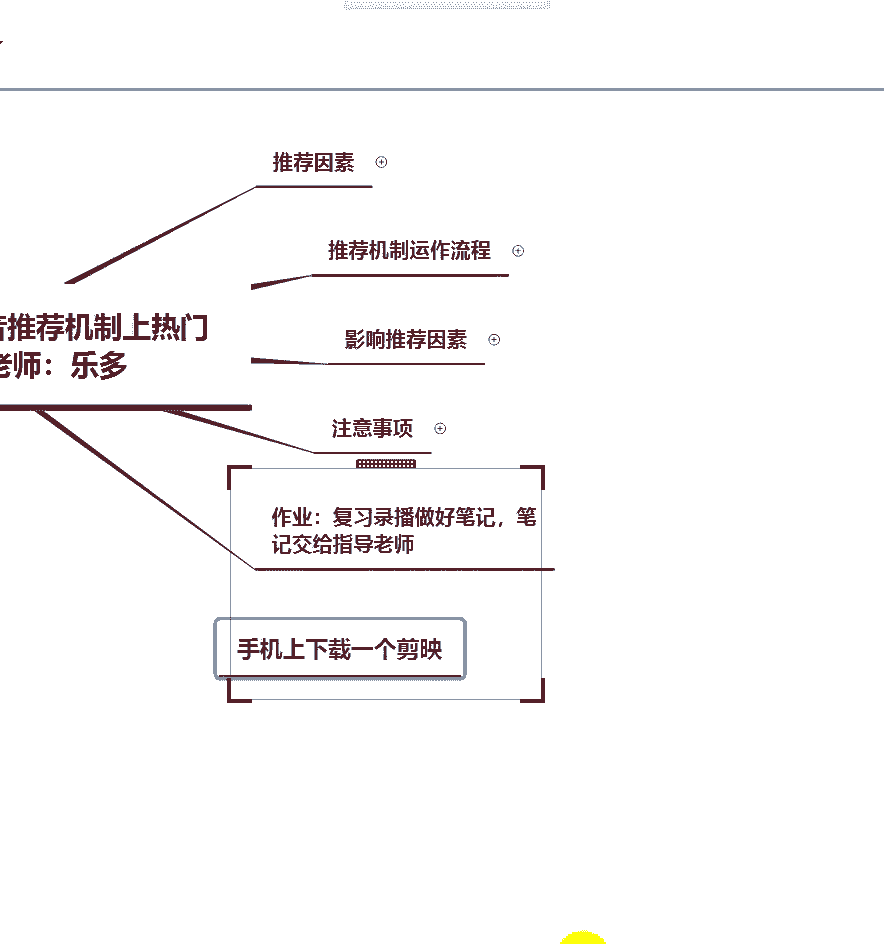 推荐因素
推荐机制运作流程
音推荐机制上热门
老师：乐多
影响推荐因素
注意事项
作业：复习录播做好笔记，笔
记交给指导老师
手机上下载一个剪映